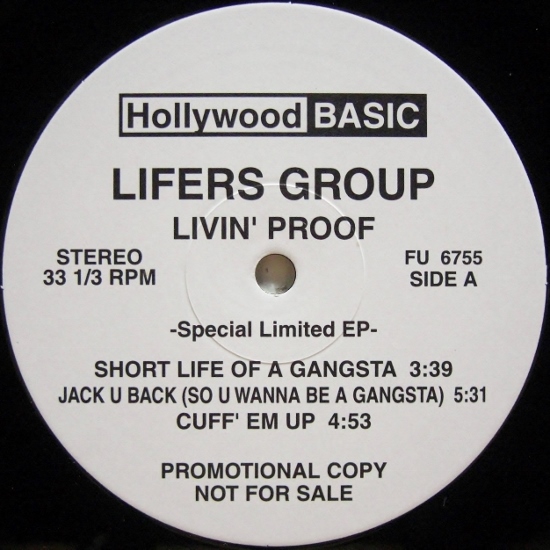 Hollywood BASIC
LIFERS GROUP
LIVIN' PROOF
STEREO
33 1/3 RPM
FU 6755
SIDE A
-Special Limited EP-
SHORT LIFE OF A GANGSTA 3:39
JACK U BACK (SO U WANNA BE A GANGSTA) 5:31
CUFF' EM UP 4:53
PROMOTIONAL COPY
NOT FOR SALE